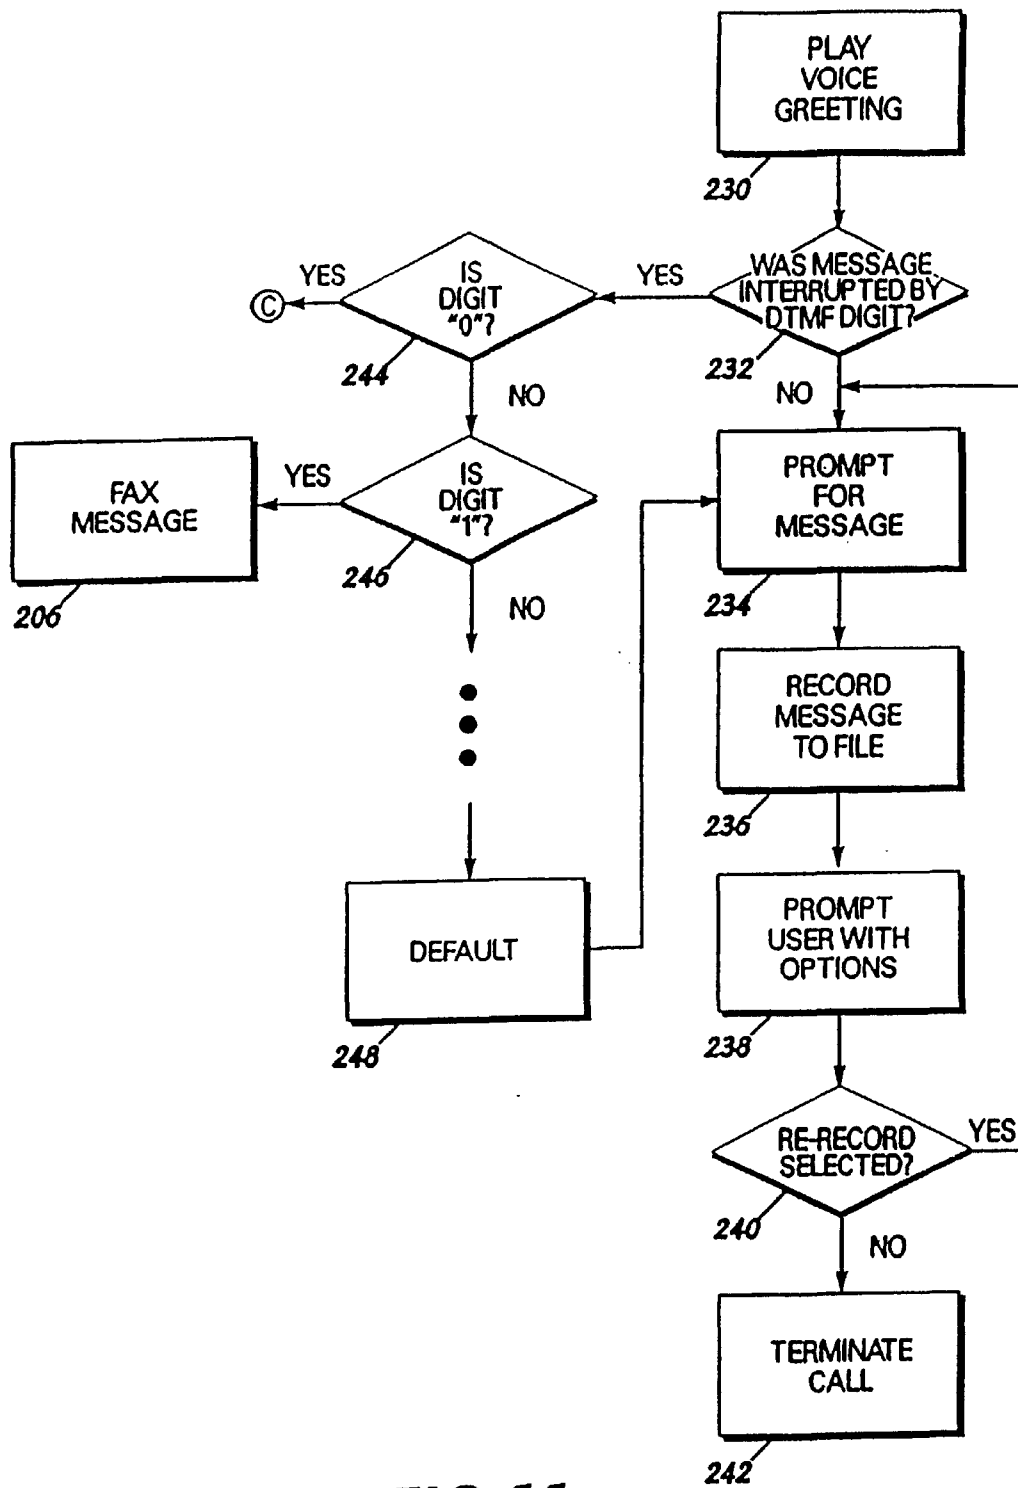 PLAY
VOICE
GREETING
230
WAS MESSAGE
INTERRUPTED BY
DTMF DIGIT?
232
YES
NO
IS
DIGIT
"0"?
244
YES
C
NO
IS
DIGIT
"1"?
246
YES
FAX
MESSAGE
206
NO
DEFAULT
248
PROMPT
FOR
MESSAGE
234
RECORD
MESSAGE
TO FILE
236
PROMPT
USER WITH
OPTIONS
238
RE-RECORD
SELECTED?
240
YES
NO
TERMINATE
CALL
242